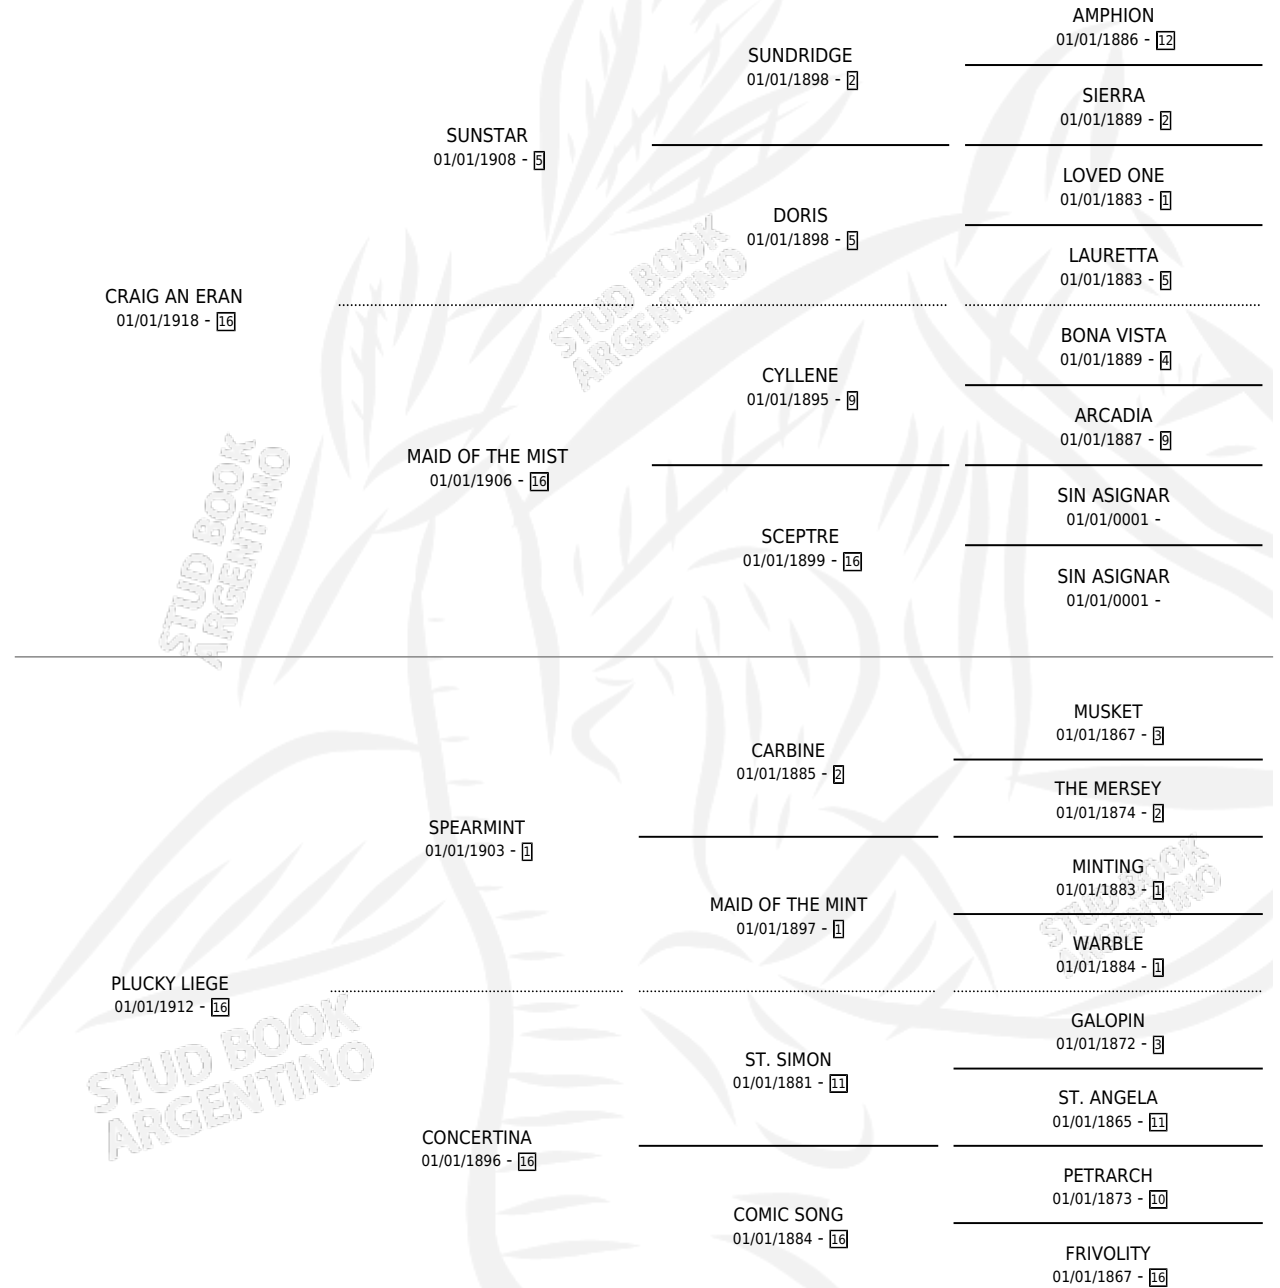 AMPHION
01/01/1886 - 12
SUNDRIDGE
01/01/1898 - 2
SIERRA
01/01/1889 - 2
SUNSTAR
01/01/1908 - 5
LOVED ONE
01/01/1883 - 1
DORIS
01/01/1898 - 5
LAURETTA
01/01/1883 - 5
CRAIG AN ERAN
01/01/1918 - 16
STUD BOOK
ARGENTINO
BONA VISTA
01/01/1889 - 4
CYLLENE
01/01/1895 - 9
ARCADIA
01/01/1887 - 9
MAID OF THE MIST
01/01/1906 - 16
SIN ASIGNAR
01/01/0001 -
SCEPTRE
01/01/1899 - 16
SIN ASIGNAR
01/01/0001 -
STUD BOOK
ARGENTINO
MUSKET
01/01/1867 - 3
CARBINE
01/01/1885 - 2
THE MERSEY
01/01/1874 - 2
SPEARMINT
01/01/1903 - 1
MINTING
01/01/1883 - 1
MAID OF THE MINT
01/01/1897 - 1
WARBLE
01/01/1884 - 1
STUD BOOK
ARGENTINO
PLUCKY LIEGE
01/01/1912 - 16
GALOPIN
01/01/1872 - 3
ST. SIMON
01/01/1881 - 11
ST. ANGELA
01/01/1865 - 11
STUD BOOK
ARGENTINO
CONCERTINA
01/01/1896 - 16
PETRARCH
01/01/1873 - 10
COMIC SONG
01/01/1884 - 16
FRIVOLITY
01/01/1867 - 16